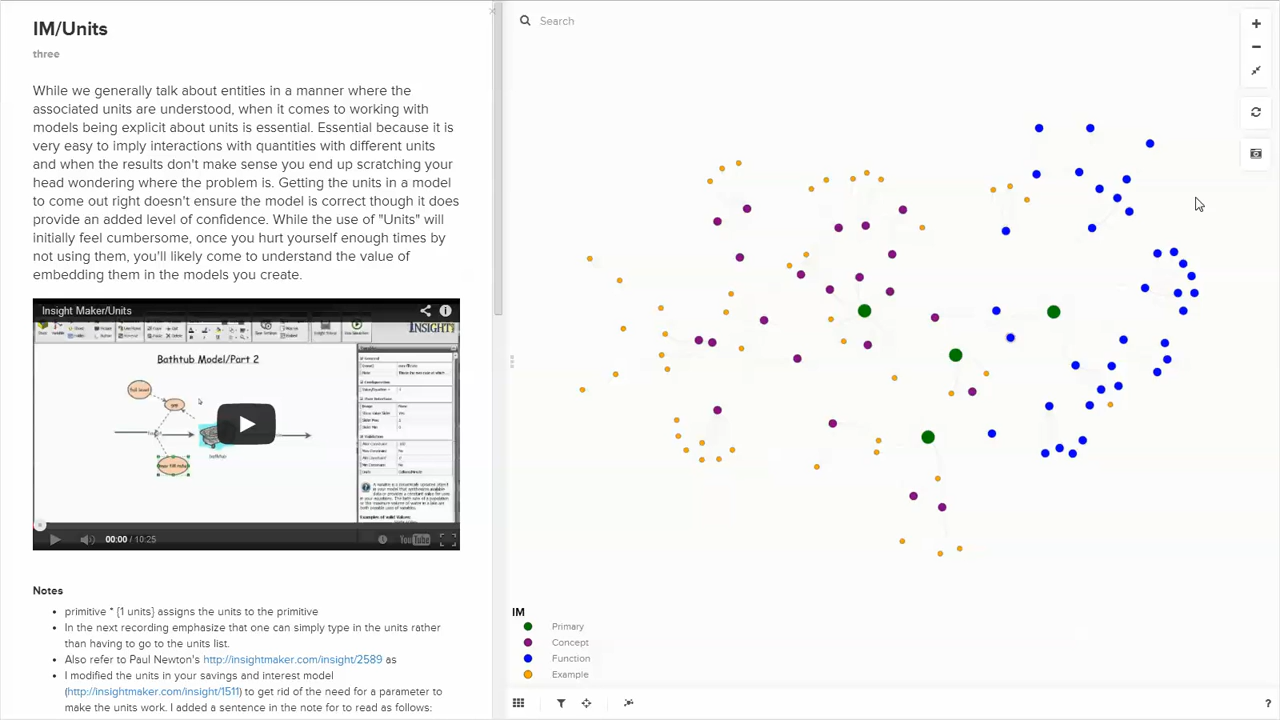 IM/Units
three
While we generally talk about entities in a manner where the
associated units are understood, when it comes to working with
models being explicit about units is essential. Essential because it is
very easy to imply interactions with quantities with different units
and when the results don't make sense you end up scratching your
head wondering where the problem is. Getting the units in a model
to come out right doesn't ensure the model is correct though it does
provide an added level of confidence. While the use of "Units" will
initially feel cumbersome, once you hurt yourself enough times by
not using them, you'll likely come to understand the value of
embedding them in the models you create.
Insight Maker/Units
INSIGHT
Bathtub Model/Part 2
bathtub
00:00 / 10:25
YouTube
Notes
• primitive * {1 units} assigns the units to the primitive
• In the next recording emphasize that one can simply type in the units rather
than having to go to the units list.
• Also refer to Paul Newton's http://insightmaker.com/insight/2589 as
• I modified the units in your savings and interest model
(http://insightmaker.com/insight/1511) to get rid of the need for a parameter to
make the units work. I added a sentence in the note for to read as follows:
Search
IM
Primary
Concept
Function
Example
?